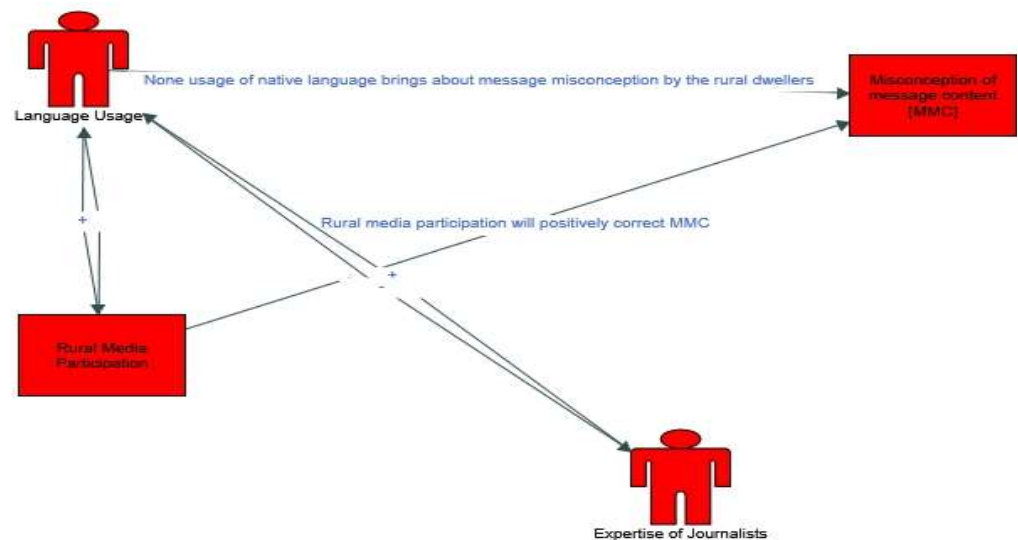 None usage of native language brings about message misconception by the rural dwellers
Misconception of
message content
[MMC]
Language Usage
+
Rural media participation will positively correct MMC
+
-
Rural Media
Participation
Expertise of Journalists